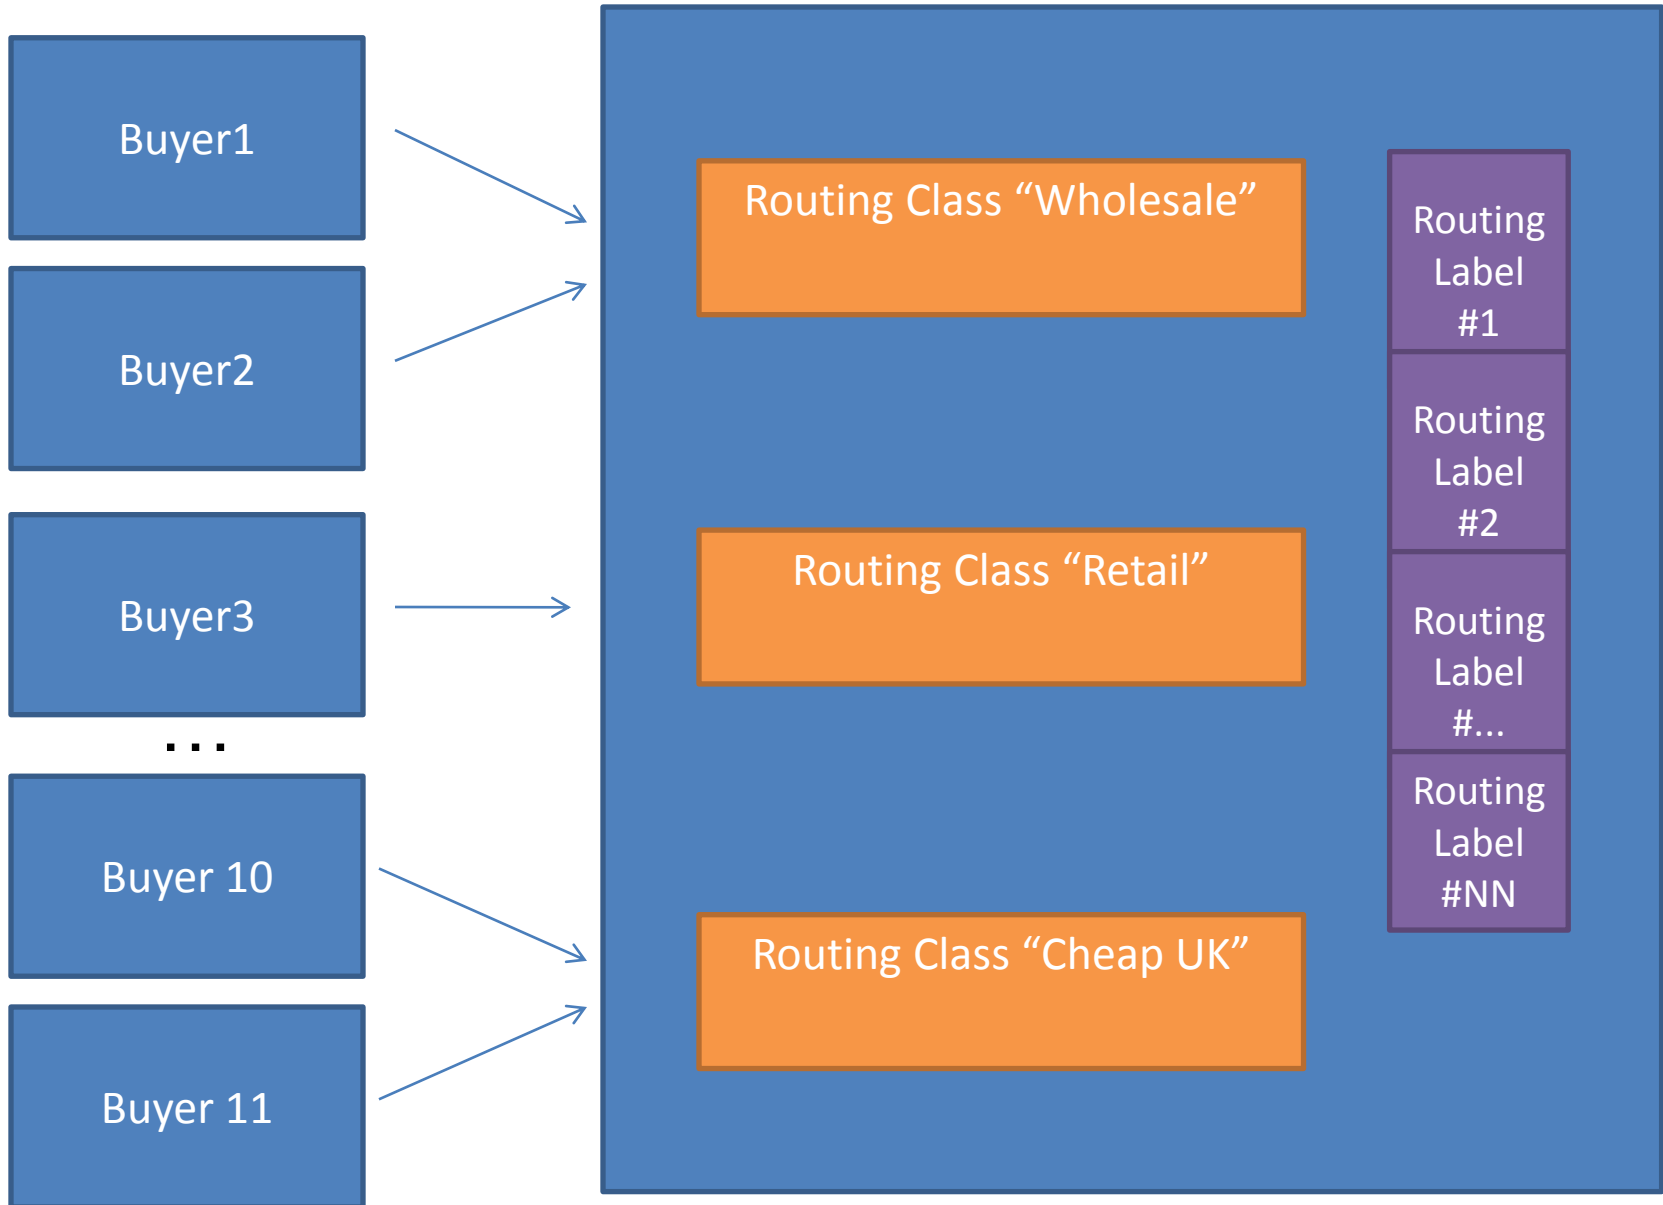 Buyer1
Buyer2
Buyer3
...
Buyer 10
Buyer 11
Routing Class “Wholesale”
Routing Class “Retail”
Routing Class “Cheap UK”
Routing
Label
#1
Routing
Label
#2
Routing
Label
#...
Routing
Label
#NN